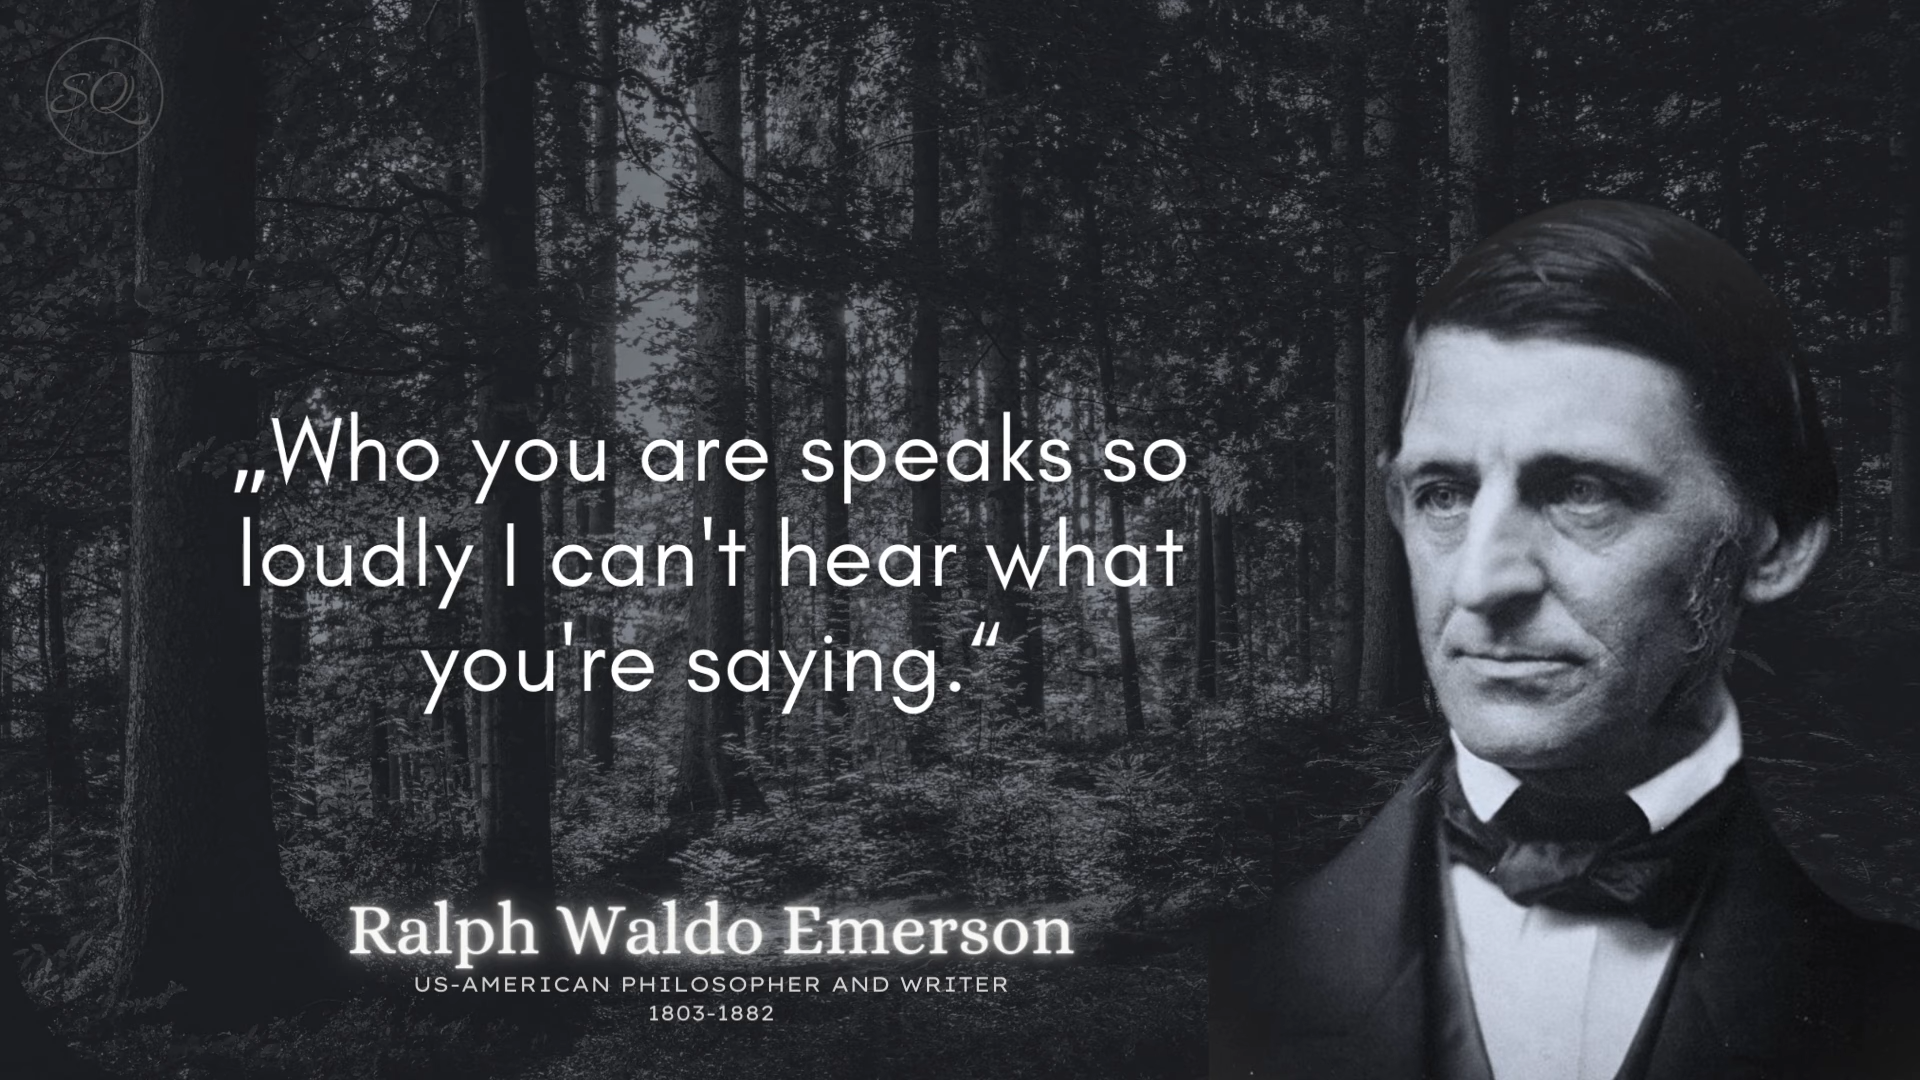 SQ
„Who you are speaks so
loudly I can't hear what
you're saying.“
Ralph Waldo Emerson
US-AMERICAN PHILOSOPHER AND WRITER
1803-1882